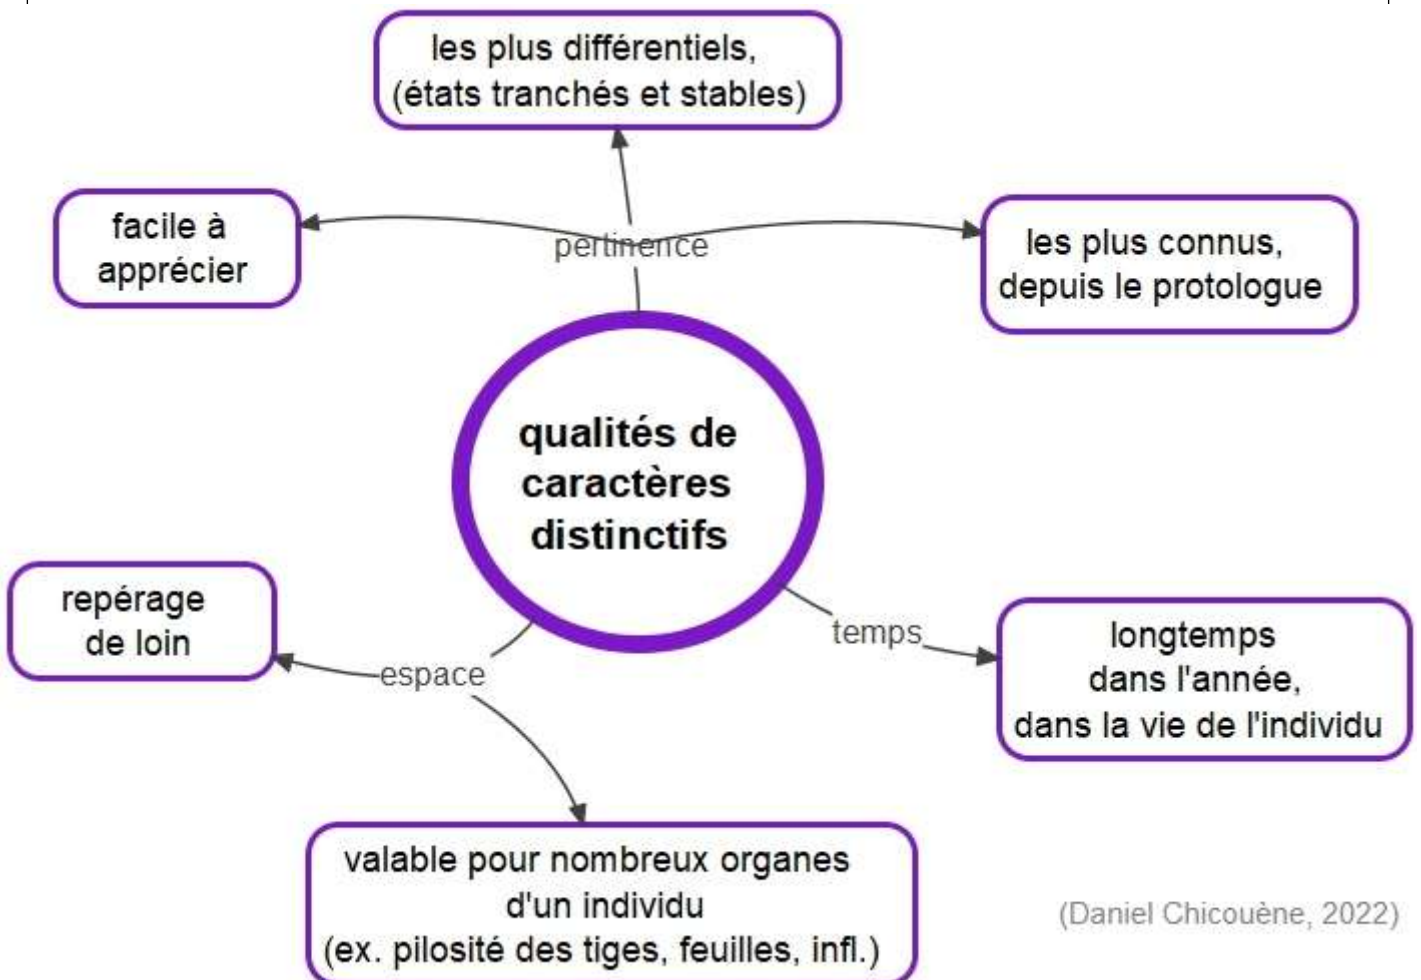 les plus différentiels,
(états tranchés et stables)
facile à
apprécier
pertinence
les plus connus,
depuis le protologue
qualités de
caractères
distinctifs
repérage
de loin
espace
temps
longtemps
dans l'année,
dans la vie de l'individu
valable pour nombreux organes
d'un individu
(ex. pilosité des tiges, feuilles, infl.)
(Daniel Chicouène, 2022)